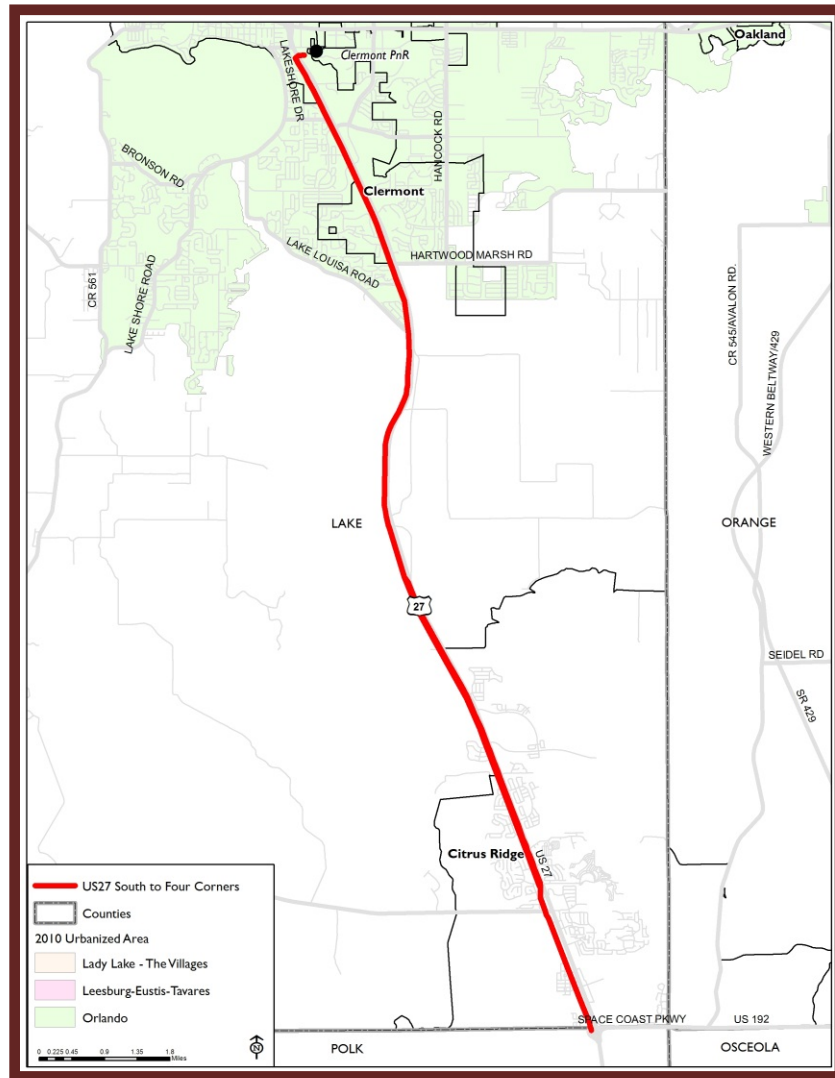 Oakland
Clermont PnR
LAKESHORE DR
HANCOCK RD
BRONSON RD.
Clermont
HARTWOOD MARSH RD
LAKE LOUISA ROAD
CR 561
LAKE SHORE ROAD
CR 545/AVALON RD.
WESTERN BELTWAY/429
LAKE
ORANGE
27
SEIDEL RD
SR 429
Citrus Ridge
US 27
US27 South to Four Corners
Counties
2010 Urbanized Area
Lady Lake - The Villages
Leesburg-Eustis-Tavares
Orlando
0 0.225 0.45 0.9 1.35 1.8
Miles
N
SPACE COAST PKWY
US 192
POLK
OSCEOLA